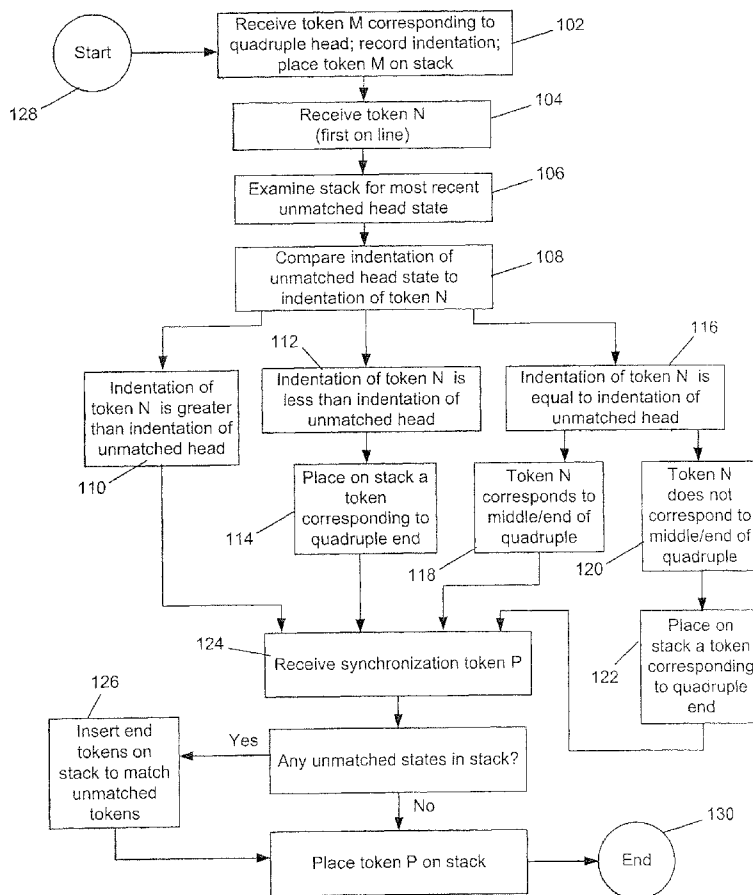 Start
128
Receive token M corresponding to
quadruple head; record indentation;
place token M on stack
102
Receive token N
(first on line)
104
Examine stack for most recent
unmatched head state
106
Compare indentation of
unmatched head state to
indentation of token N
108
112
116
Indentation of
token N is greater
than indentation of
unmatched head
110
Indentation of token N is
less than indentation of
unmatched head
Indentation of token N is
equal to indentation of
unmatched head
Place on stack a
token
corresponding to
quadruple end
114
Token N
corresponds to
middle/end of
quadruple
118
Token N
does not
correspond to
middle/end of
quadruple
120
Place on
stack a token
corresponding
to quadruple
end
122
124
Receive synchronization token P
126
Insert end
tokens on
stack to match
unmatched
tokens
Yes
Any unmatched states in stack?
No
Place token P on stack
130
End